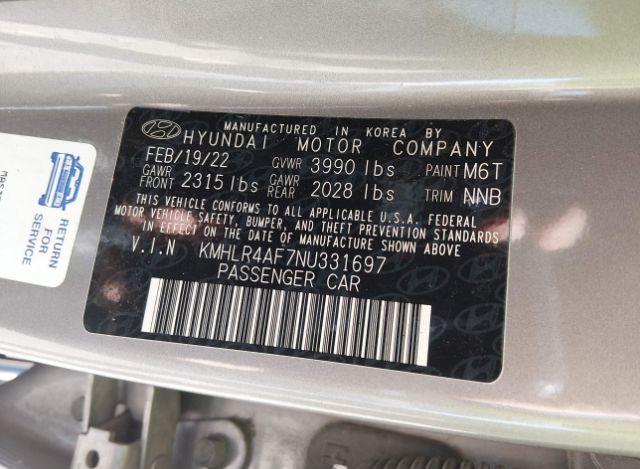 MANUFACTURED IN KOREA BY
HYUNDAI MOTOR COMPANY
FEB/19/22 GVWR 3990 lbs PAINT M6T
GAWR FRONT 2315 lbs GAWR REAR 2028 lbs TRIM NNB
THIS VEHICLE CONFORMS TO ALL APPLICABLE U.S.A. FEDERAL
MOTOR VEHICLE SAFETY, BUMPER, AND THEFT PREVENTION STANDARDS
IN EFFECT ON THE DATE OF MANUFACTURE SHOWN ABOVE
V.I.N KMHLR4AF7NU331697
PASSENGER CAR
RETURN
FOR
SERVICE